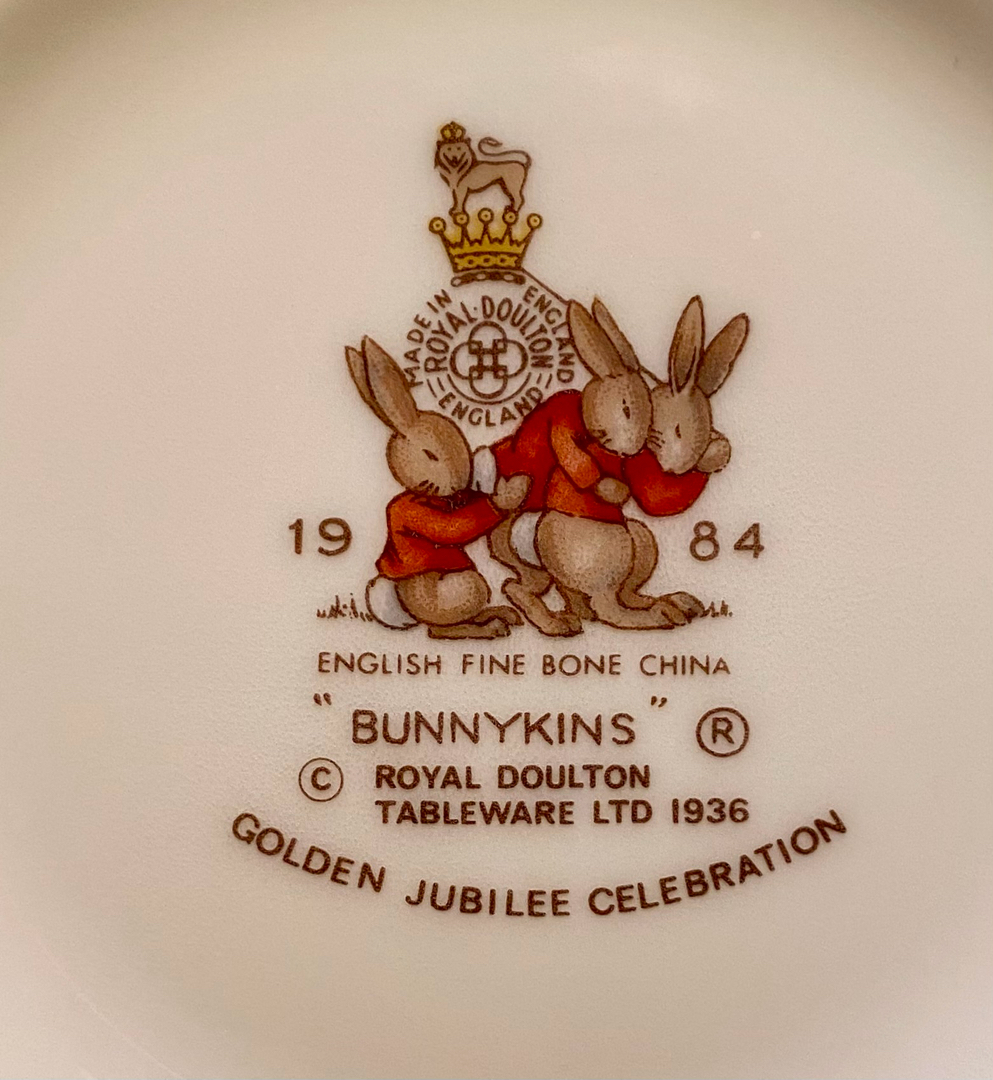 MADE IN ENGLAND
ROYAL·DOULTON
ENGLAND
19 84
ENGLISH FINE BONE CHINA
"BUNNYKINS" ®
© ROYAL DOULTON
TABLEWARE LTD 1936
GOLDEN JUBILEE CELEBRATION